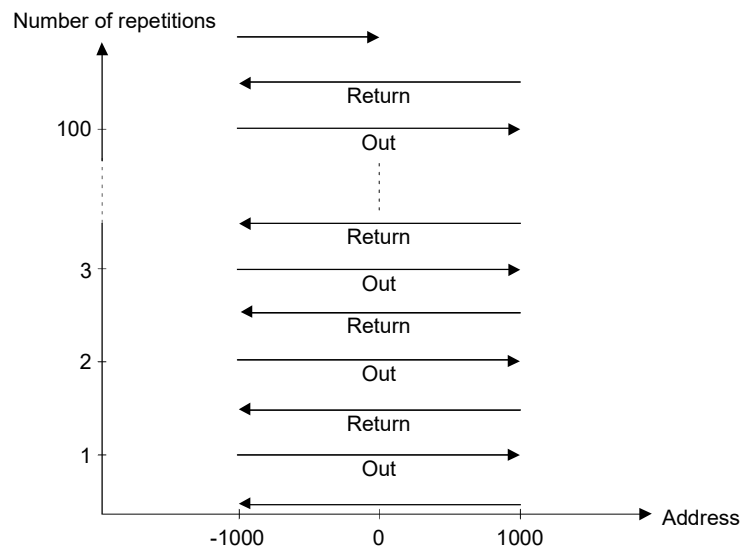 Number of repetitions
Return
100
Out
Return
3
Out
Return
2
Out
Return
1
Out
Address
-1000 0 1000